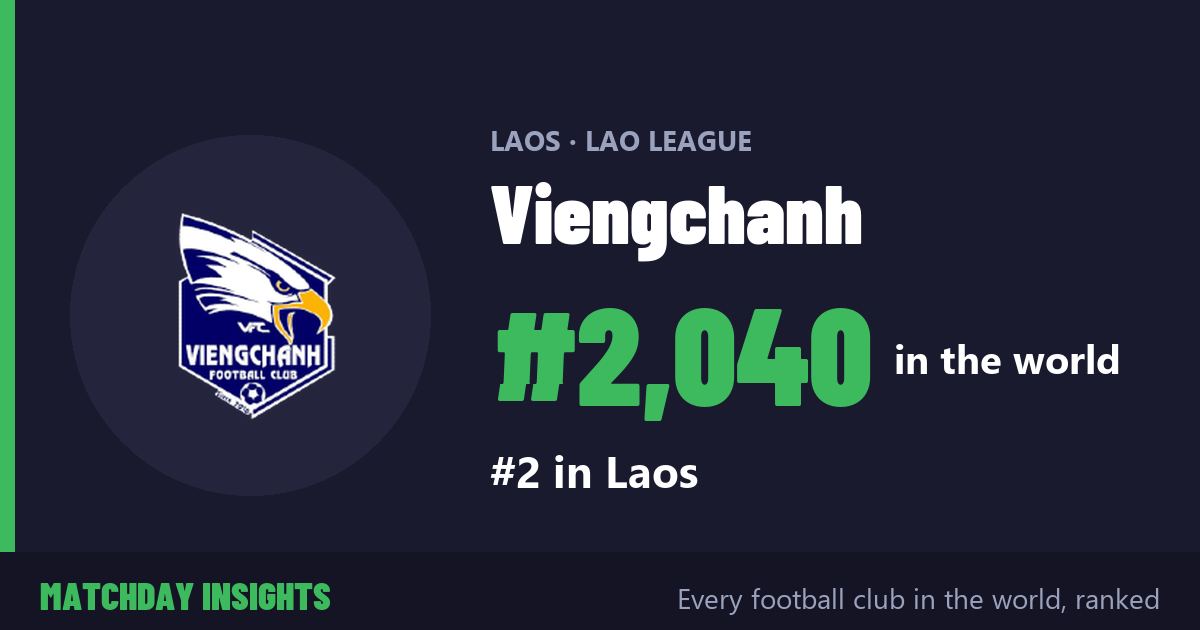 LAOS · LAO LEAGUE
Viengchanh
#2,040 in the world
#2 in Laos
VFC
VIENGCHANH
FOOTBALL CLUB
MATCHDAY INSIGHTS
Every football club in the world, ranked